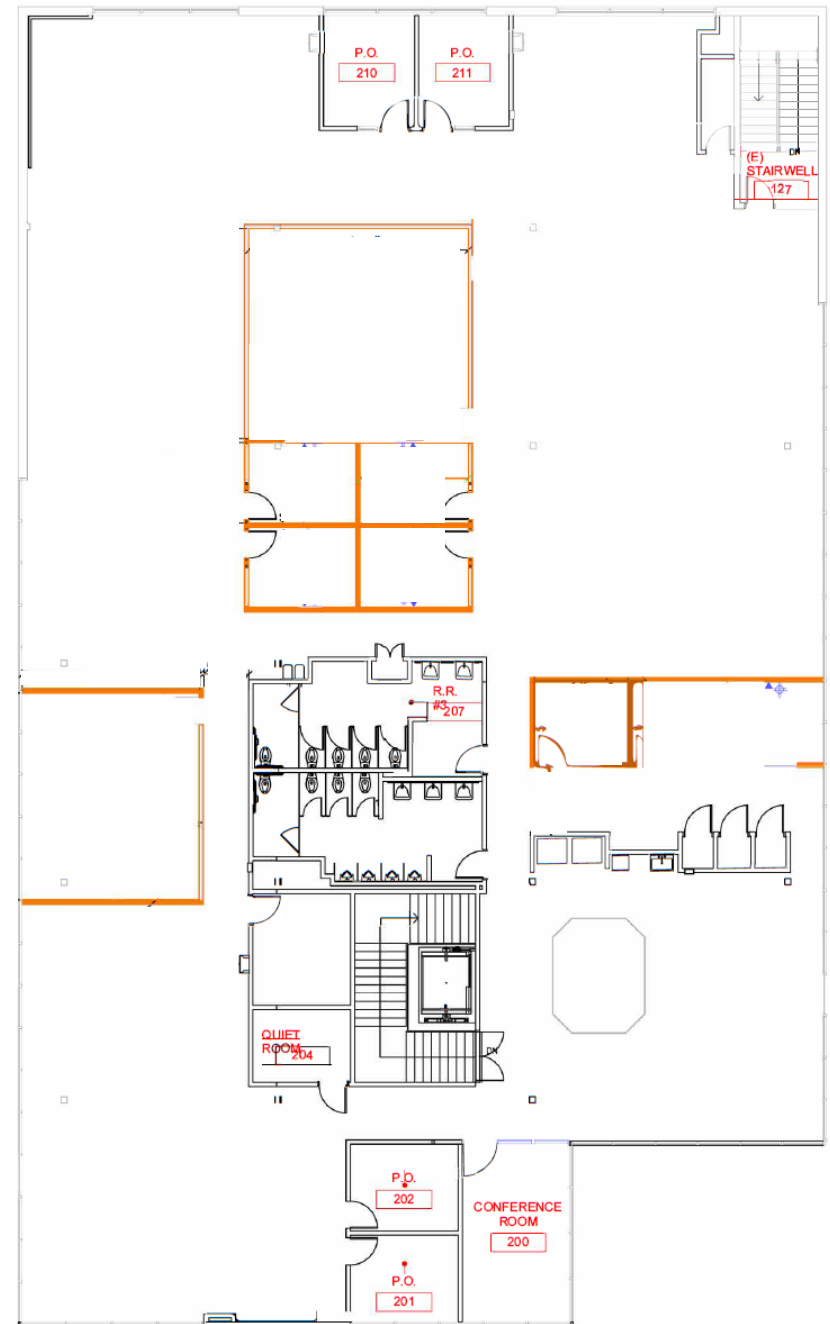 P.O.
210
P.O.
211
DN
(E)
STAIRWELL
127
R.R.
#3
207
QUIET
ROOM
204
DN
P.O.
202
CONFERENCE
ROOM
200
P.O.
201